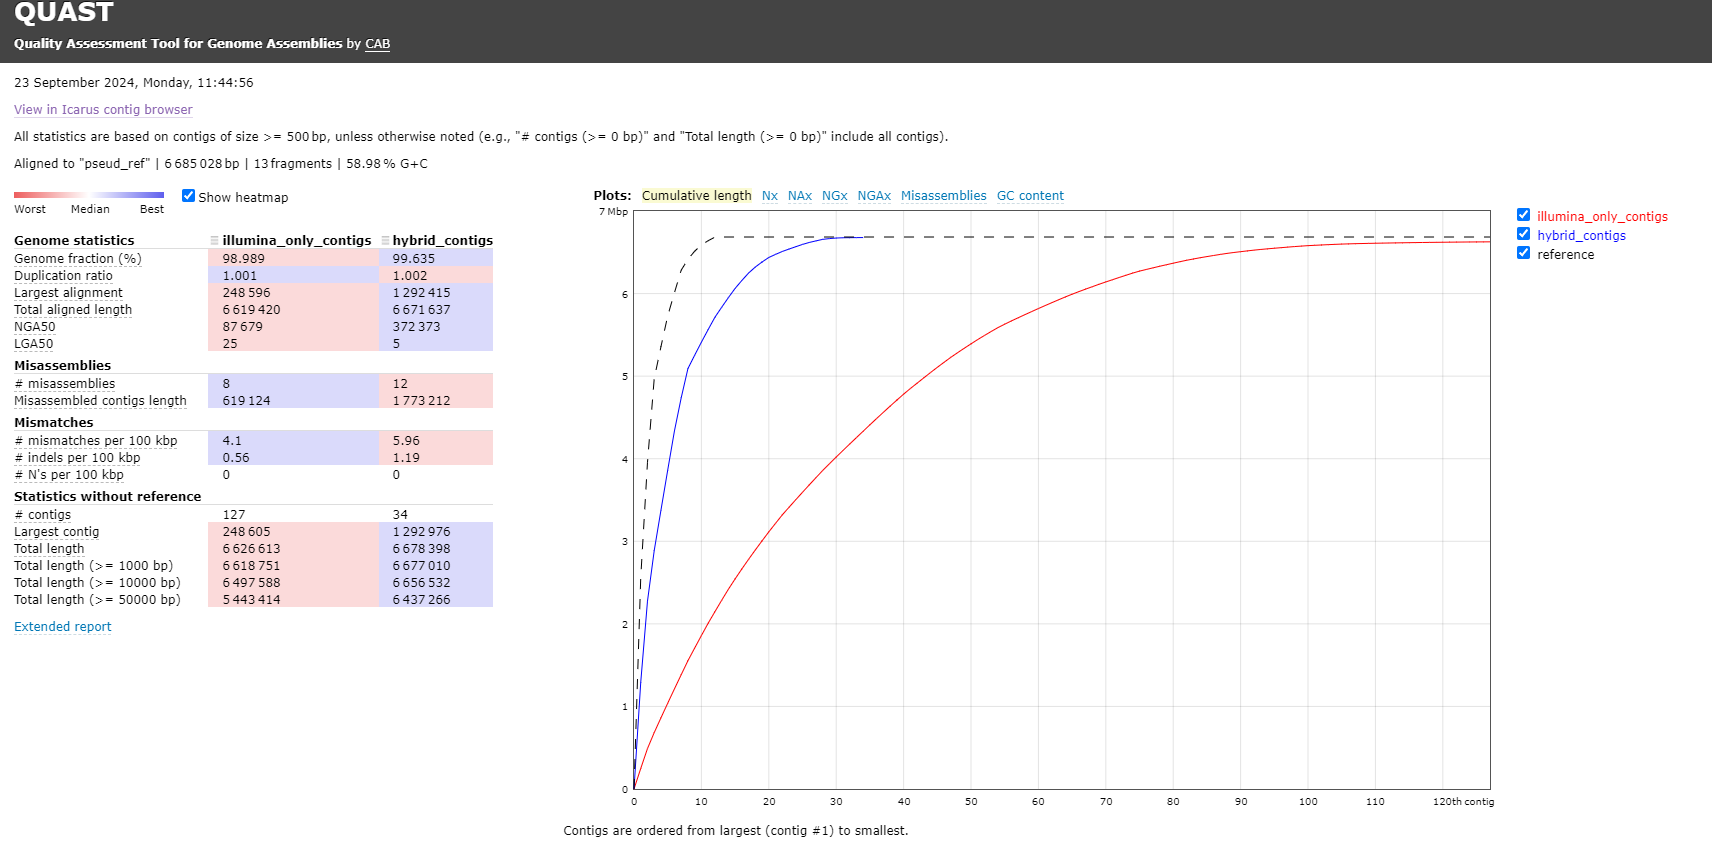 QUAST
Quality Assessment Tool for Genome Assemblies by CAB
23 September 2024, Monday, 11:44:56
View in Icarus contig browser
All statistics are based on contigs of size >= 500 bp, unless otherwise noted (e.g., "# contigs (>= 0 bp)" and "Total length (>= 0 bp)" include all contigs).
Aligned to "pseud_ref" | 6 685 028 bp | 13 fragments | 58.98 % G+C
Worst Median Best
Show heatmap
Genome statistics illumina_only_contigs hybrid_contigs
Genome fraction (%) 98.989 99.635
Duplication ratio 1.001 1.002
Largest alignment 248 596 1 292 415
Total aligned length 6 619 420 6 671 637
NGA50 87 679 372 373
LGA50 25 5
Misassemblies
# misassemblies 8 12
Misassembled contigs length 619 124 1 773 212
Mismatches
# mismatches per 100 kbp 4.1 5.96
# indels per 100 kbp 0.56 1.19
# N's per 100 kbp 0 0
Statistics without reference
# contigs 127 34
Largest contig 248 605 1 292 976
Total length 6 626 613 6 678 398
Total length (>= 1000 bp) 6 618 751 6 677 010
Total length (>= 10000 bp) 6 497 588 6 656 532
Total length (>= 50000 bp) 5 443 414 6 437 266
Extended report
Plots: Cumulative length Nx NAx NGx NGAx Misassemblies GC content
7 Mbp
6
5
4
3
2
1
0
0 10 20 30 40 50 60 70 80 90 100 110 120th contig
Contigs are ordered from largest (contig #1) to smallest.
illumina_only_contigs
hybrid_contigs
reference